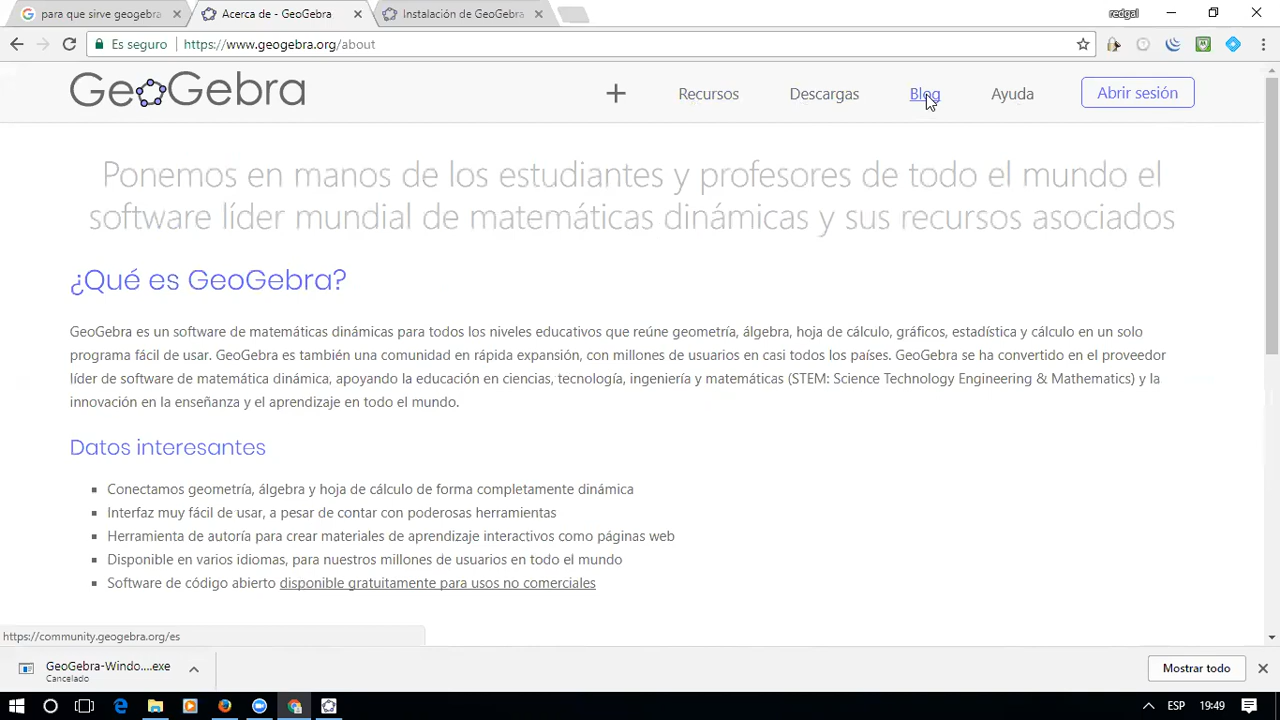 para que sirve geogebra
Acerca de - GeoGebra
Instalación de GeoGebra
redgal
Es seguro
https://www.geogebra.org/about
GeoGebra
Recursos
Descargas
Blog
Ayuda
Abrir sesión
Ponemos en manos de los estudiantes y profesores de todo el mundo el
software líder mundial de matemáticas dinámicas y sus recursos asociados
¿Qué es GeoGebra?
GeoGebra es un software de matemáticas dinámicas para todos los niveles educativos que reúne geometría, álgebra, hoja de cálculo, gráficos, estadística y cálculo en un solo
programa fácil de usar. GeoGebra es también una comunidad en rápida expansión, con millones de usuarios en casi todos los países. GeoGebra se ha convertido en el proveedor
líder de software de matemática dinámica, apoyando la educación en ciencias, tecnología, ingeniería y matemáticas (STEM: Science Technology Engineering & Mathematics) y la
innovación en la enseñanza y el aprendizaje en todo el mundo.
Datos interesantes
Conectamos geometría, álgebra y hoja de cálculo de forma completamente dinámica
Interfaz muy fácil de usar, a pesar de contar con poderosas herramientas
Herramienta de autoría para crear materiales de aprendizaje interactivos como páginas web
Disponible en varios idiomas, para nuestros millones de usuarios en todo el mundo
Software de código abierto disponible gratuitamente para usos no comerciales
https://community.geogebra.org/es
GeoGebra-Windo....exe
Cancelado
Mostrar todo
ESP
19:49